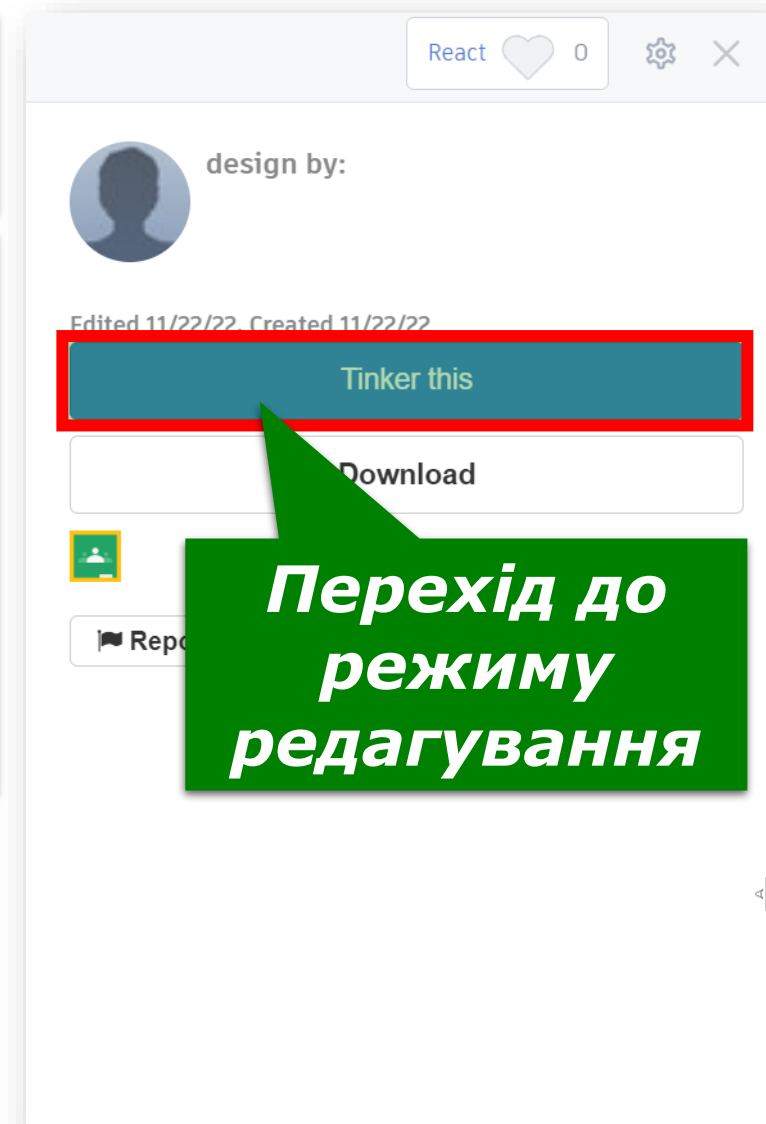 React 0
design by:
Edited 11/22/22, Created 11/22/22
Tinker this
Download
Перехід до
режиму
редагування